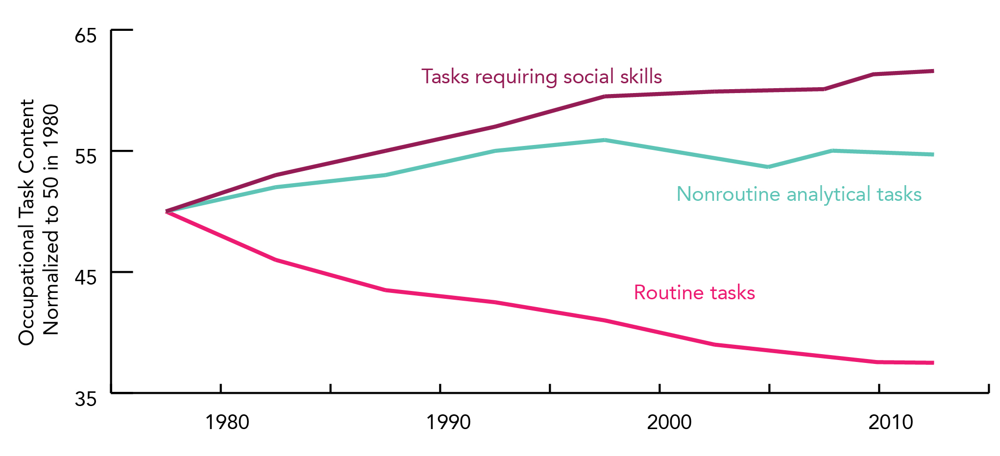 Occupational Task Content
Normalized to 50 in 1980
65
55
45
35
Tasks requiring social skills
Nonroutine analytical tasks
Routine tasks
1980
1990
2000
2010